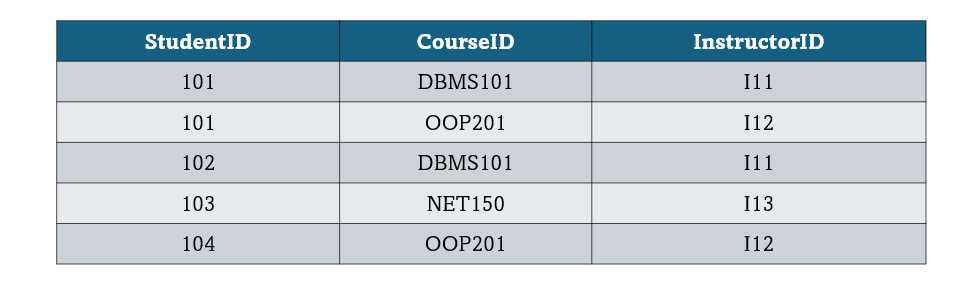 StudentID CourseID InstructorID
101 DBMS101 I11
101 OOP201 I12
102 DBMS101 I11
103 NET150 I13
104 OOP201 I12